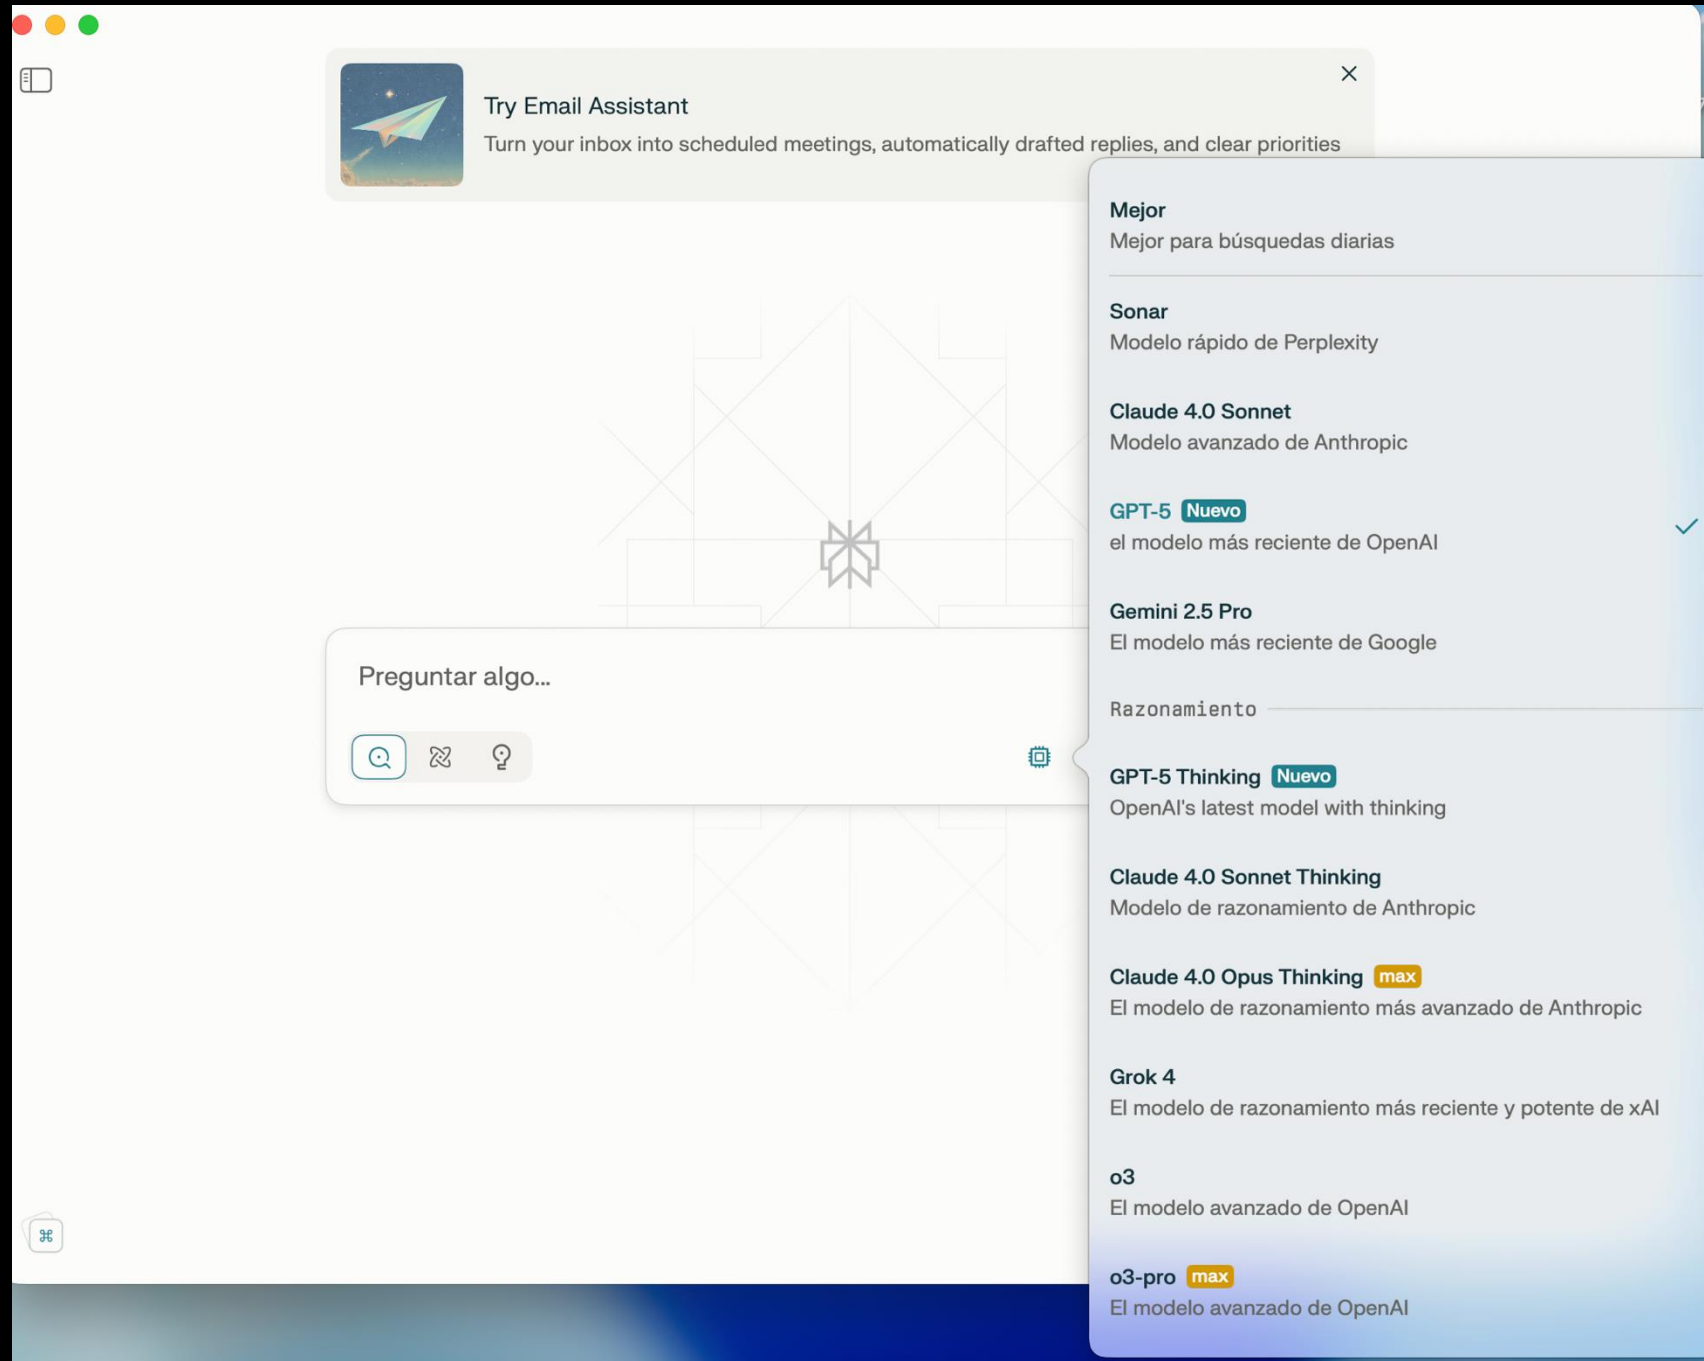 Try Email Assistant
Turn your inbox into scheduled meetings, automatically drafted replies, and clear priorities
Preguntar algo...
Mejor
Mejor para búsquedas diarias
Sonar
Modelo rápido de Perplexity
Claude 4.0 Sonnet
Modelo avanzado de Anthropic
GPT-5 Nuevo
el modelo más reciente de OpenAI
Gemini 2.5 Pro
El modelo más reciente de Google
Razonamiento
GPT-5 Thinking Nuevo
OpenAI's latest model with thinking
Claude 4.0 Sonnet Thinking
Modelo de razonamiento de Anthropic
Claude 4.0 Opus Thinking max
El modelo de razonamiento más avanzado de Anthropic
Grok 4
El modelo de razonamiento más reciente y potente de xAI
o3
El modelo avanzado de OpenAI
o3-pro max
El modelo avanzado de OpenAI
⌘